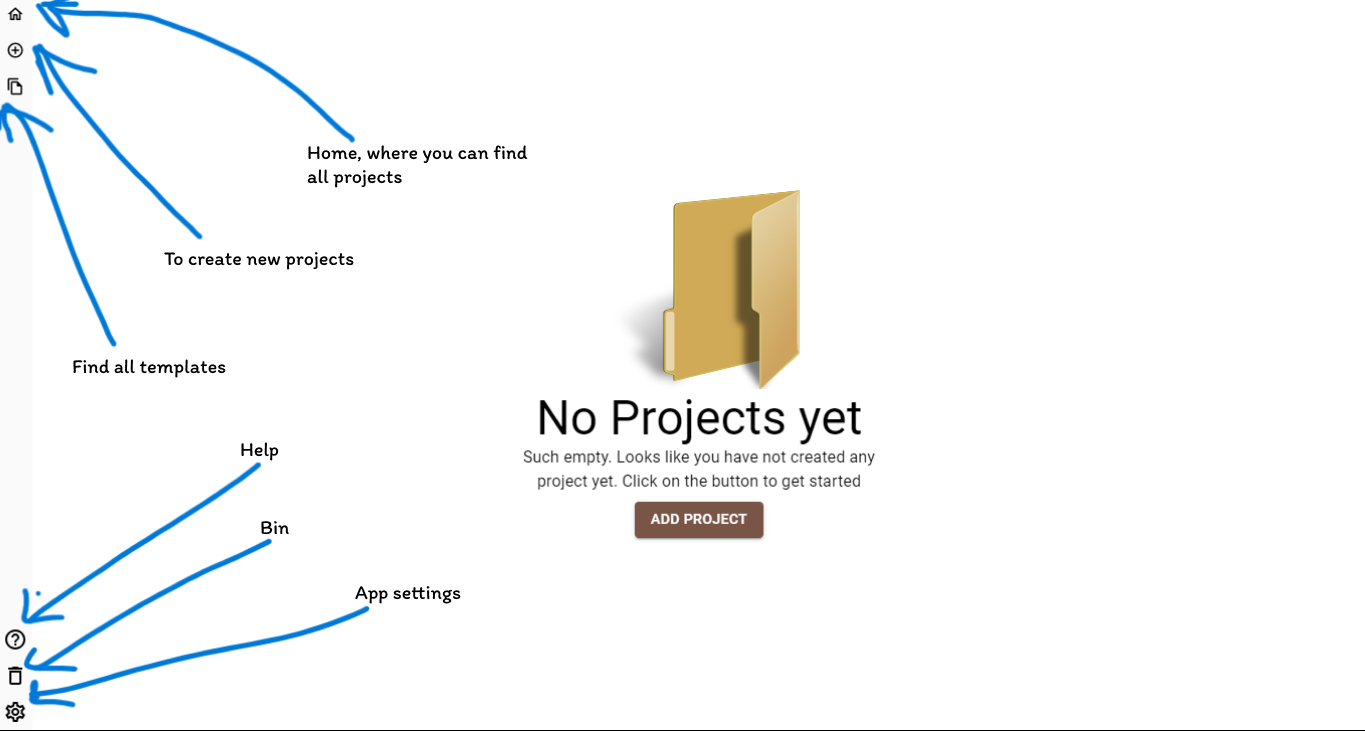 Home, where you can find
all projects
To create new projects
Find all templates
No Projects yet
Such empty. Looks like you have not created any
project yet. Click on the button to get started
ADD PROJECT
Help
Bin
App settings